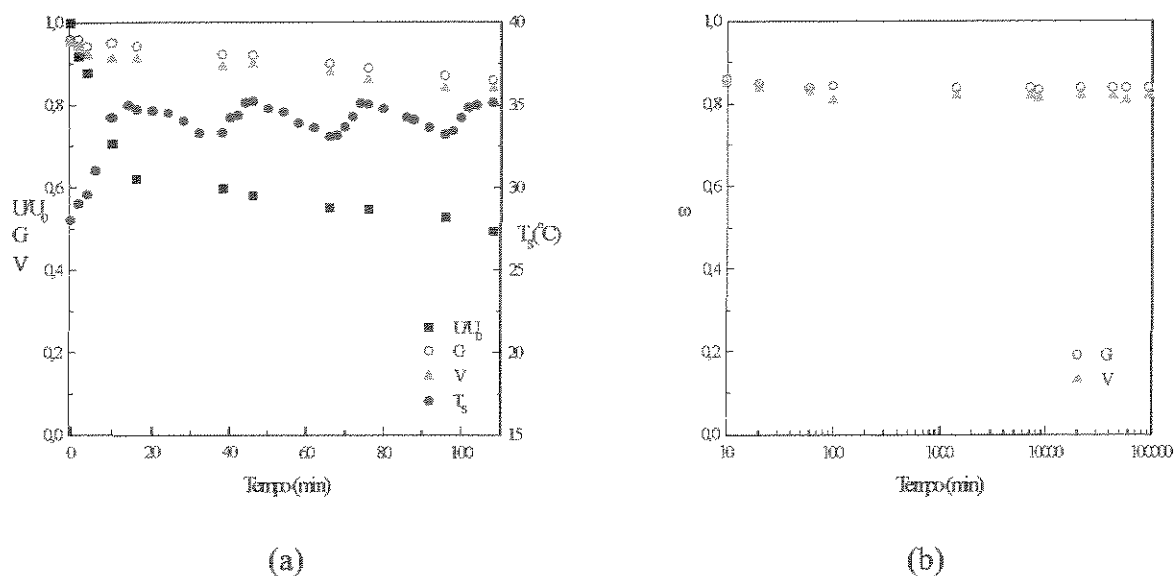 1,0
0,8
0,6
0,4
0,2
0,0
U/U₀
G
V
40
35
30
25
20
15
Tₛ(°C)
U/U₀
G
V
Tₛ
0 20 40 60 80 100
Tempo (min)
(a)
1,0
0,8
0,6
0,4
0,2
0,0
ε
G
V
10 100 1000 10000 100000
Tempo (min)
(b)